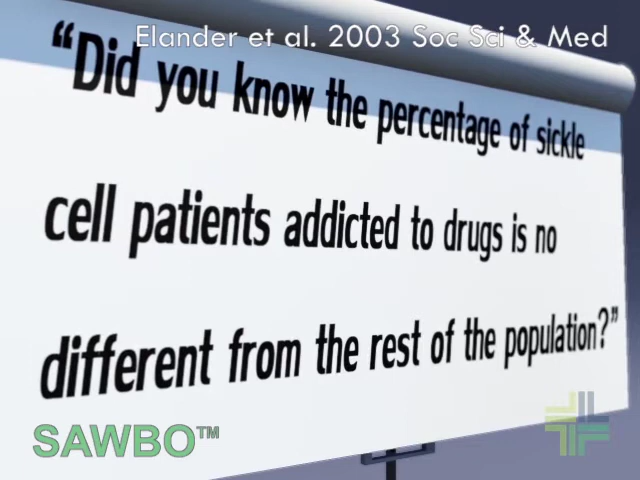 Elander et al. 2003 Soc Sci & Med
“Did you know the percentage of sickle
cell patients addicted to drugs is no
different from the rest of the population?”
SAWBO™